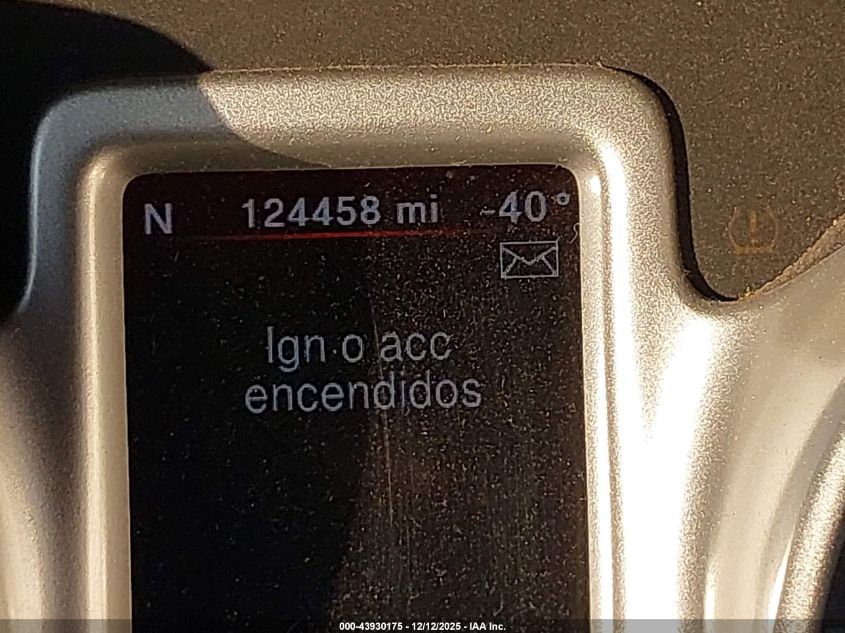 N 124458 mi -40°
Ign o acc
encendidos
000-43930175 - 12/12/2025 - IAA Inc.